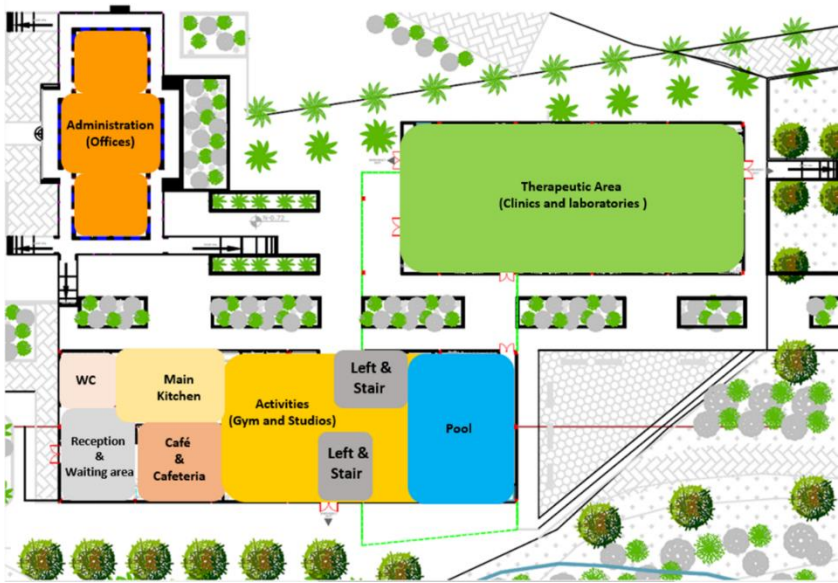 Administration
(Offices)
Therapeutic Area
(Clinics and laboratories )
WC
Main
Kitchen
Left &
Stair
Activities
(Gym and Studios)
Pool
Reception
&
Waiting area
Café
&
Cafeteria
Left &
Stair